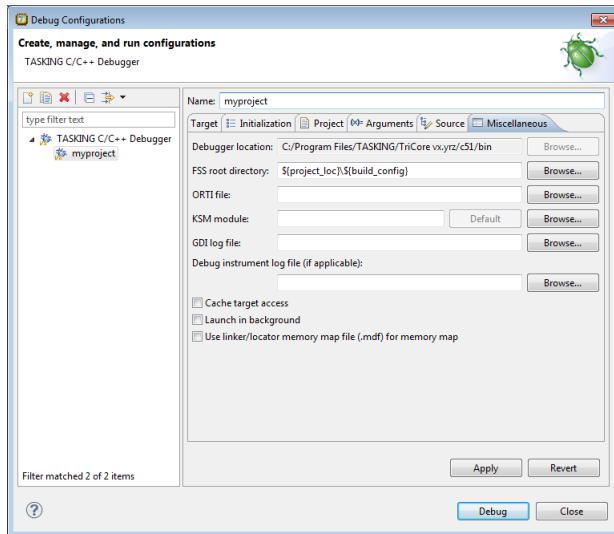 Debug Configurations
Create, manage, and run configurations
TASKING C/C++ Debugger
type filter text
TASKING C/C++ Debugger
myproject
Filter matched 2 of 2 items
Name: myproject
Target Initialization Project (x)= Arguments Source Miscellaneous
Debugger location: C:/Program Files/TASKING/TriCore vx.yrz/c51/bin Browse...
FSS root directory: ${project_loc}\${build_config} Browse...
ORTI file: Browse...
KSM module: Default Browse...
GDI log file: Browse...
Debug instrument log file (if applicable):
Browse...
Cache target access
Launch in background
Use linker/locator memory map file (.mdf) for memory map
Apply Revert
? Debug Close